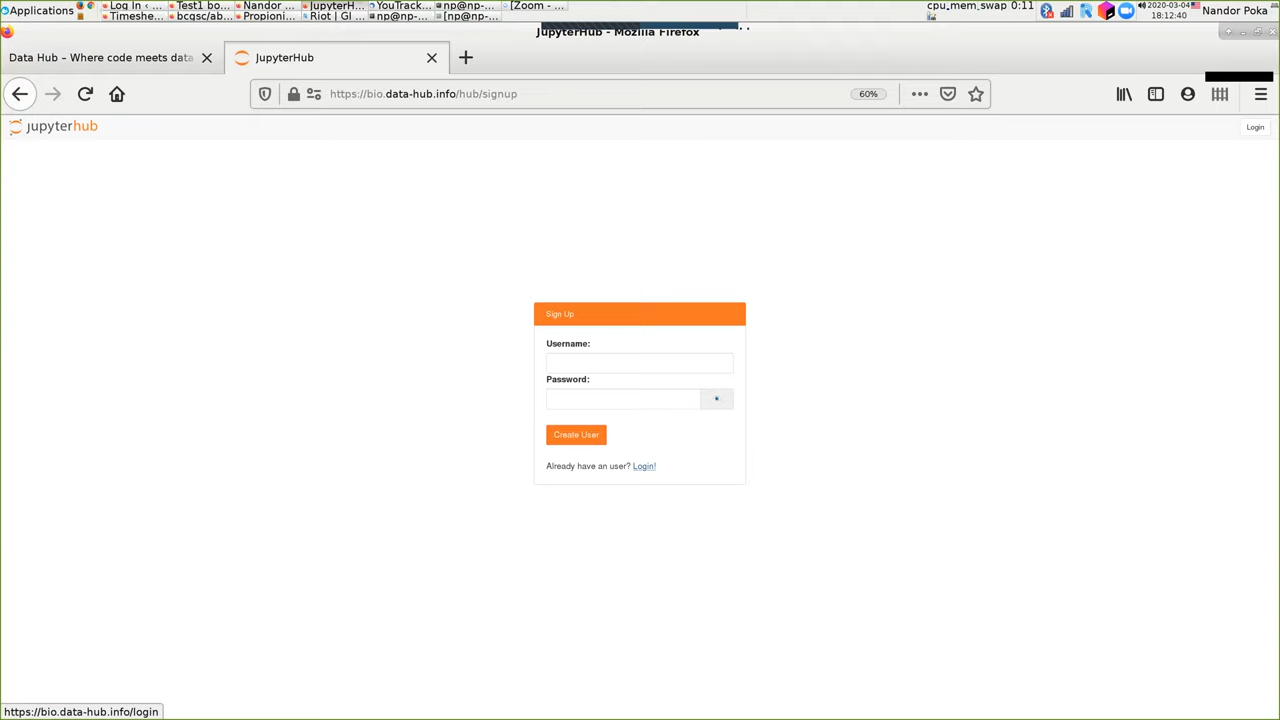 Applications
Log In ‹ ...
Test1 bo...
Nandor ...
JupyterH...
YouTrack...
np@np-...
[Zoom - ...
Timeshe...
bcgsc/ab...
Propioni...
Riot | GI ...
np@np-...
[np@np-...
cpu_mem_swap 0:11
2020-03-04
18:12:40
Nandor Poka
JupyterHub - Mozilla Firefox
Data Hub – Where code meets data
JupyterHub
https://bio.data-hub.info/hub/signup
60%
jupyterhub
Login
Sign Up
Username:
Password:
Create User
Already have an user? Login!
https://bio.data-hub.info/login